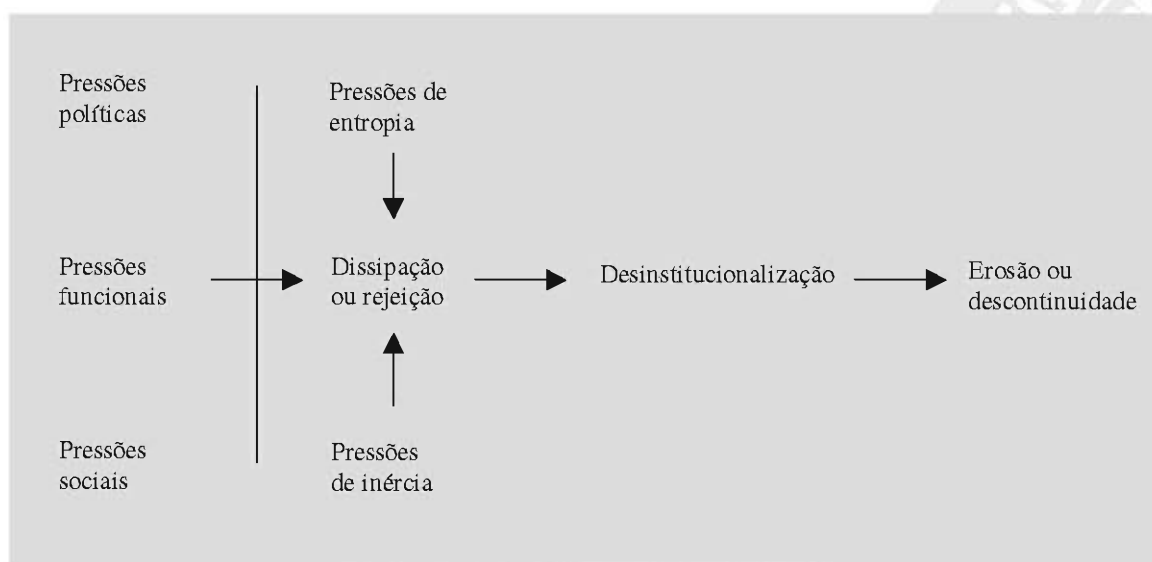 Pressões
políticas
Pressões de
entropia
Pressões
funcionais
Dissipação
ou rejeição
Desinstitucionalização
Erosão ou
descontinuidade
Pressões
sociais
Pressões
de inércia